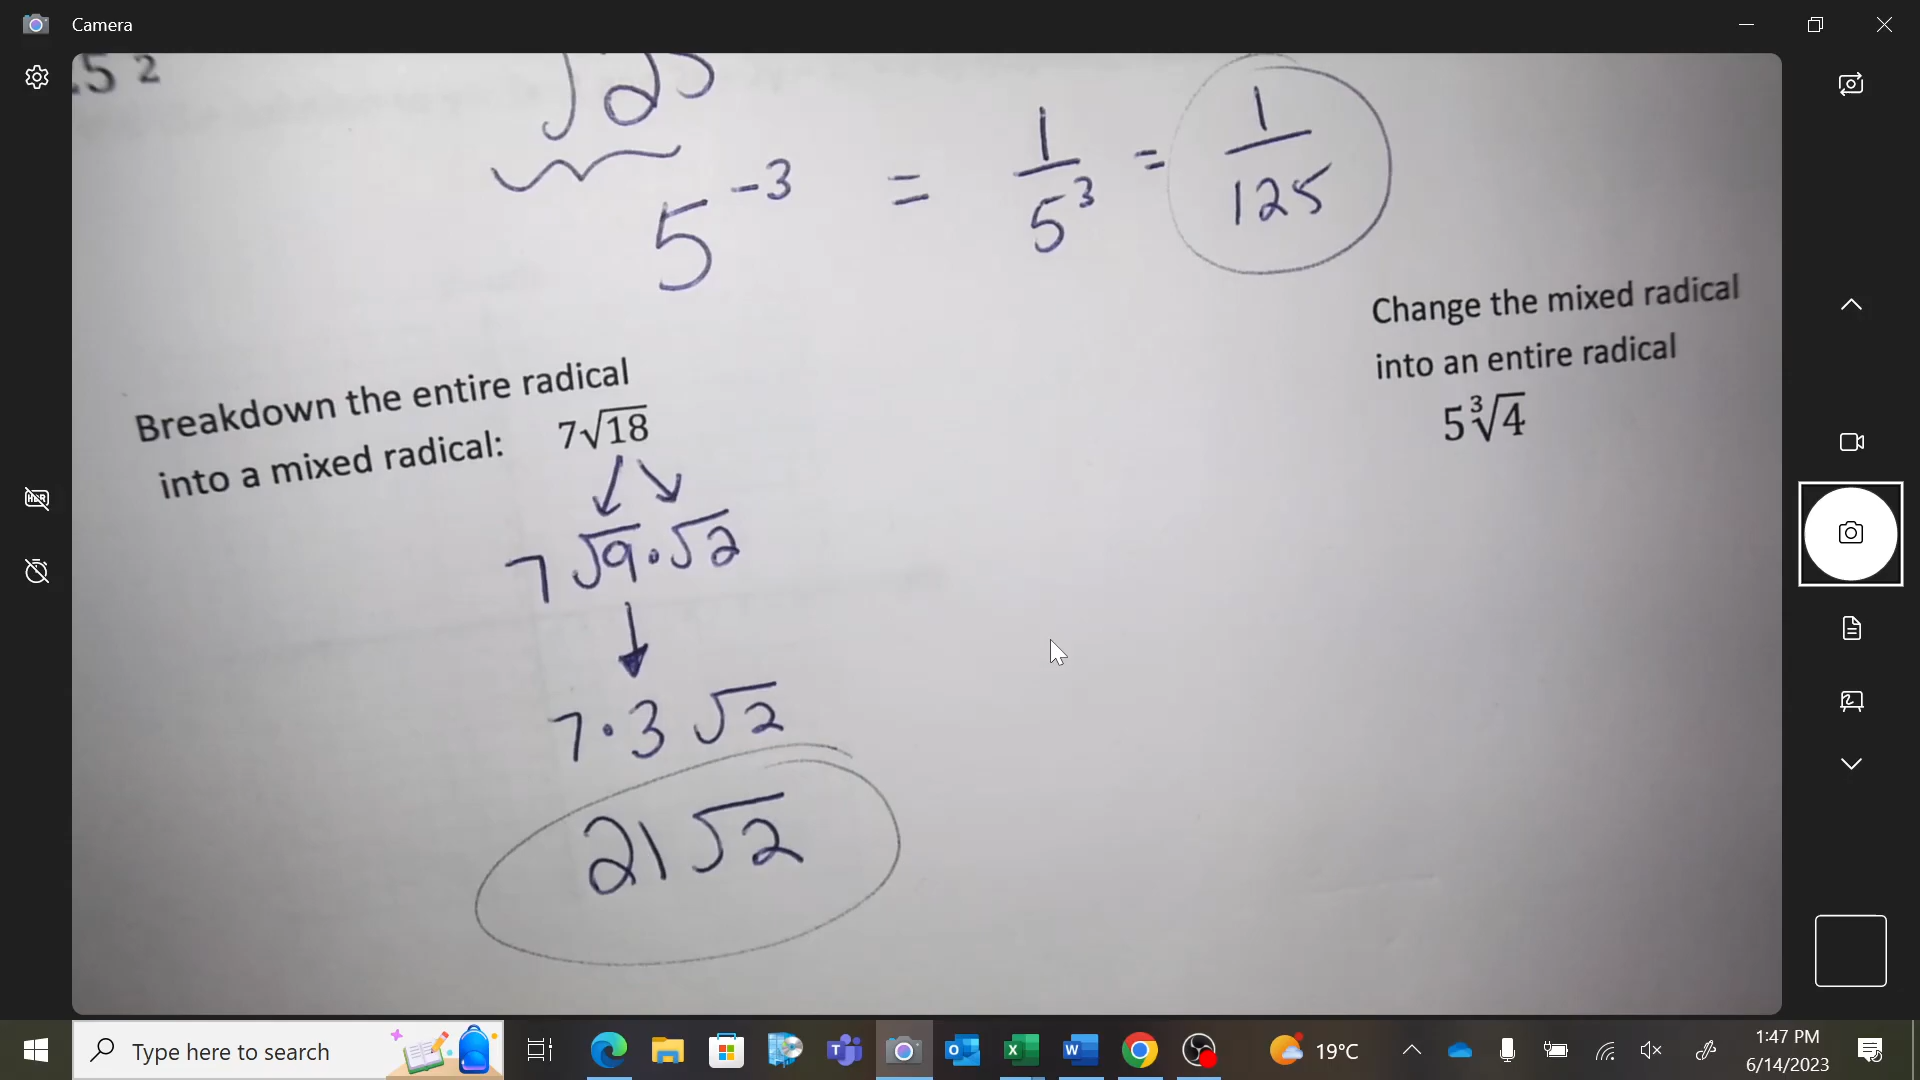 Camera
.5 2
√25
5^-3 = 1/5^3 = 1/125
Change the mixed radical
into an entire radical
5∛4
Breakdown the entire radical
into a mixed radical: 7√18
7√9·√2
7·3√2
21√2
Type here to search
19°C
1:47 PM
6/14/2023